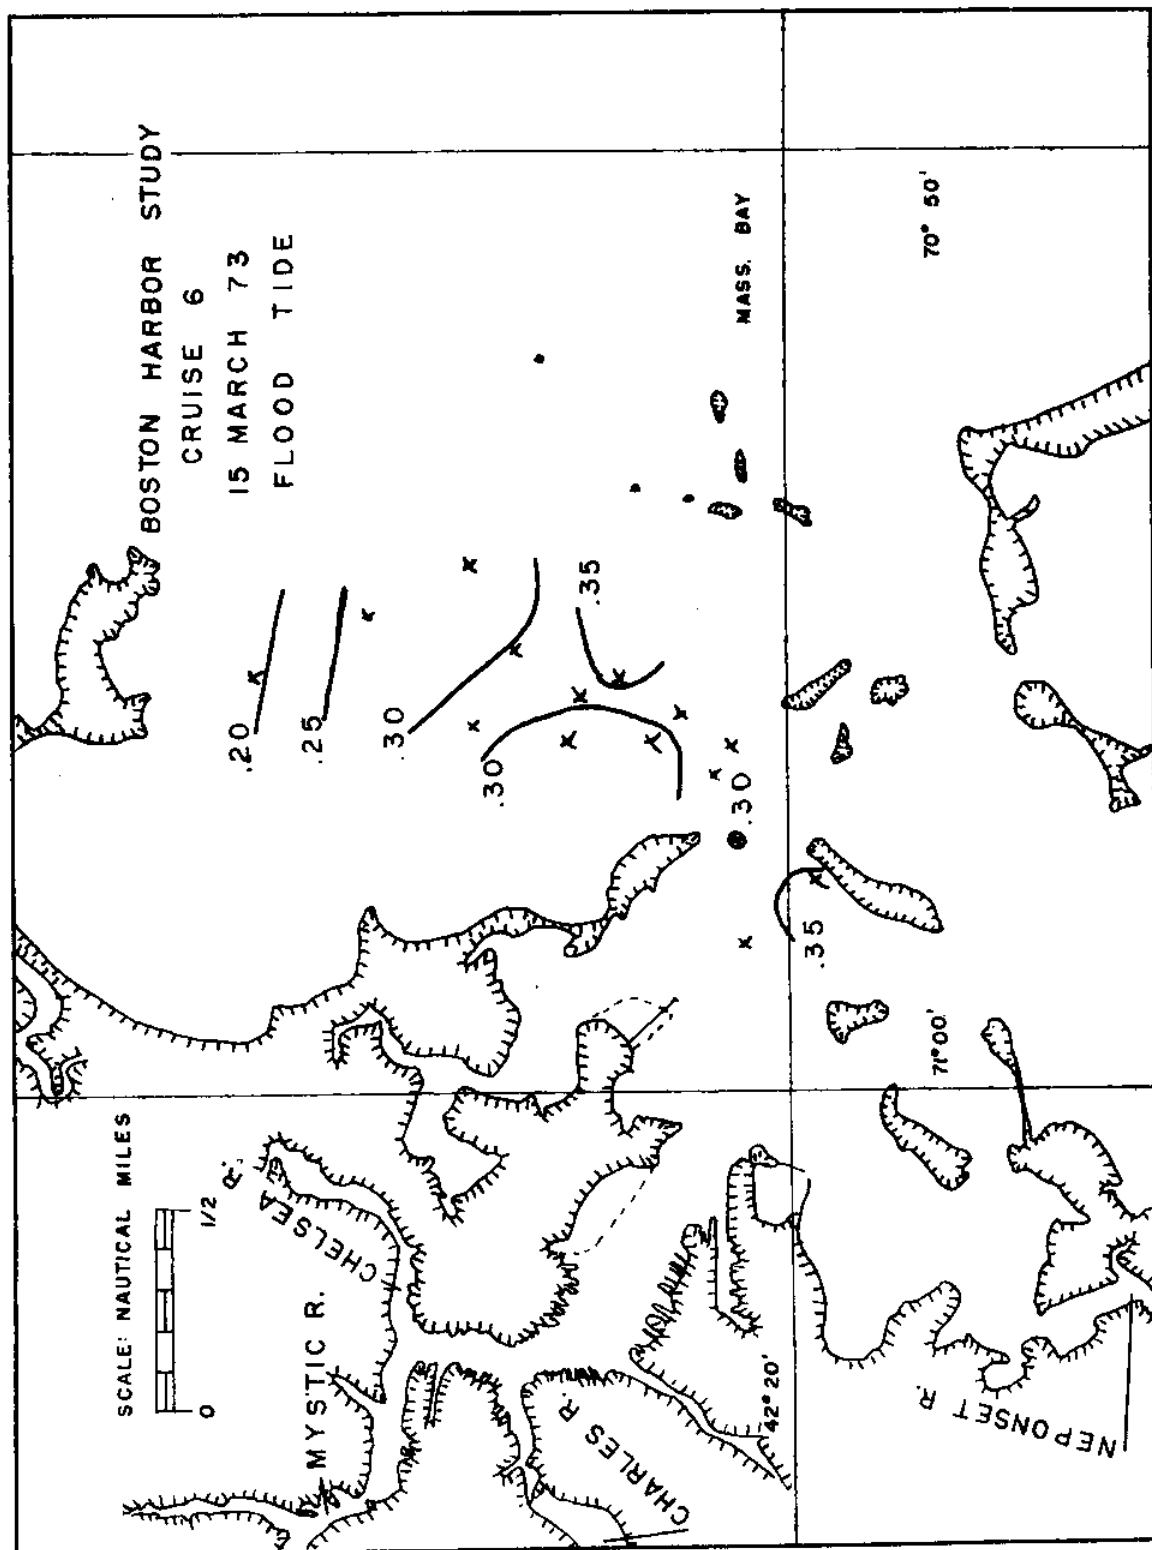 BOSTON HARBOR STUDY
CRUISE 6
15 MARCH 73
FLOOD TIDE
SCALE: NAUTICAL MILES
0
1/2
CHELSEA R.
MYSTIC R.
CHARLES R.
NEPONSET R.
MASS. BAY
42° 20'
71° 00'
70° 50'
.20
.25
.30
.30
.35
.30
.35